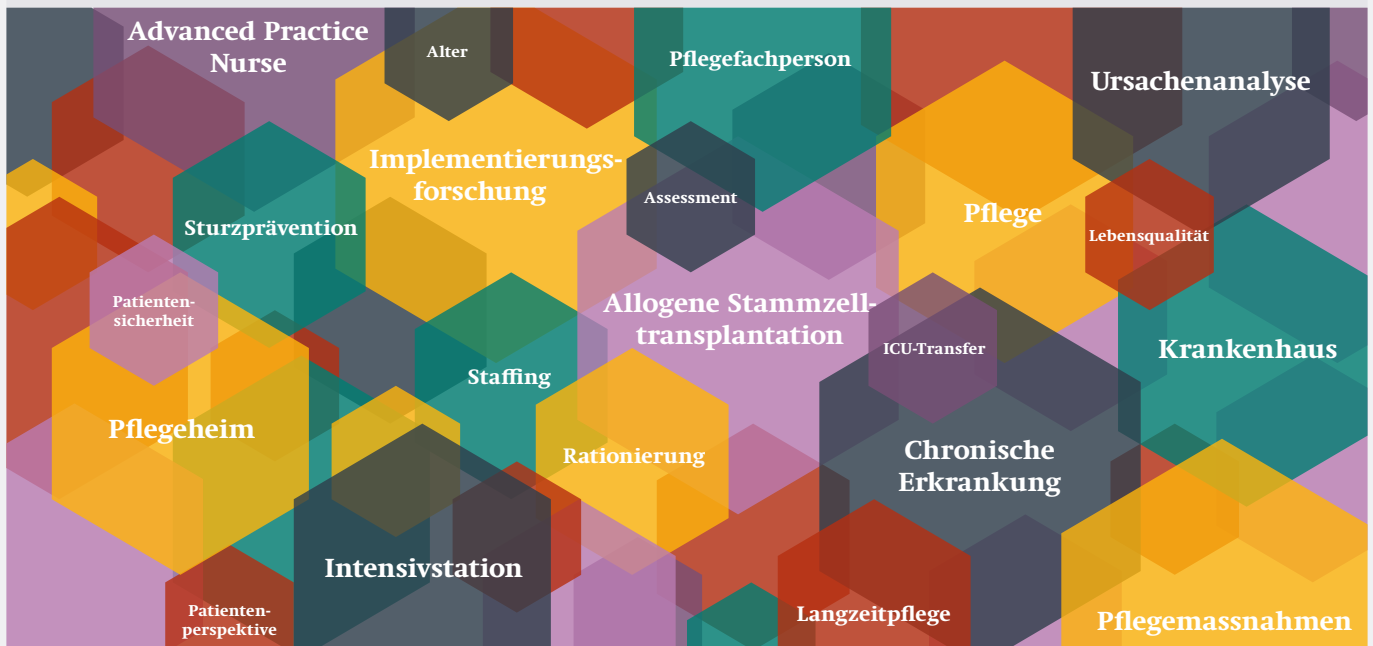 Advanced Practice
Nurse
Alter
Pflegefachperson
Ursachenanalyse
Implementierungs-
forschung
Assessment
Pflege
Lebensqualität
Sturzprävention
Patienten-
sicherheit
Allogene Stammzell-
transplantation
ICU-Transfer
Krankenhaus
Staffing
Pflegeheim
Rationierung
Chronische
Erkrankung
Intensivstation
Patienten-
perspektive
Langzeitpflege
Pflegemassnahmen